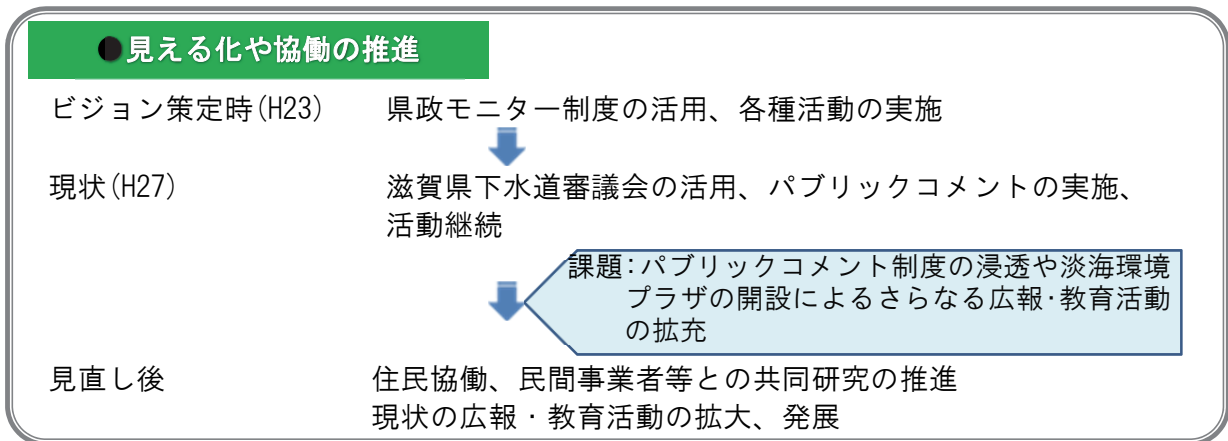 ●見える化や協働の推進
ビジョン策定時(H23) 県政モニター制度の活用、各種活動の実施
現状(H27) 滋賀県下水道審議会の活用、パブリックコメントの実施、
活動継続
課題:パブリックコメント制度の浸透や淡海環境
プラザの開設によるさらなる広報・教育活動
の拡充
見直し後 住民協働、民間事業者等との共同研究の推進
現状の広報・教育活動の拡大、発展